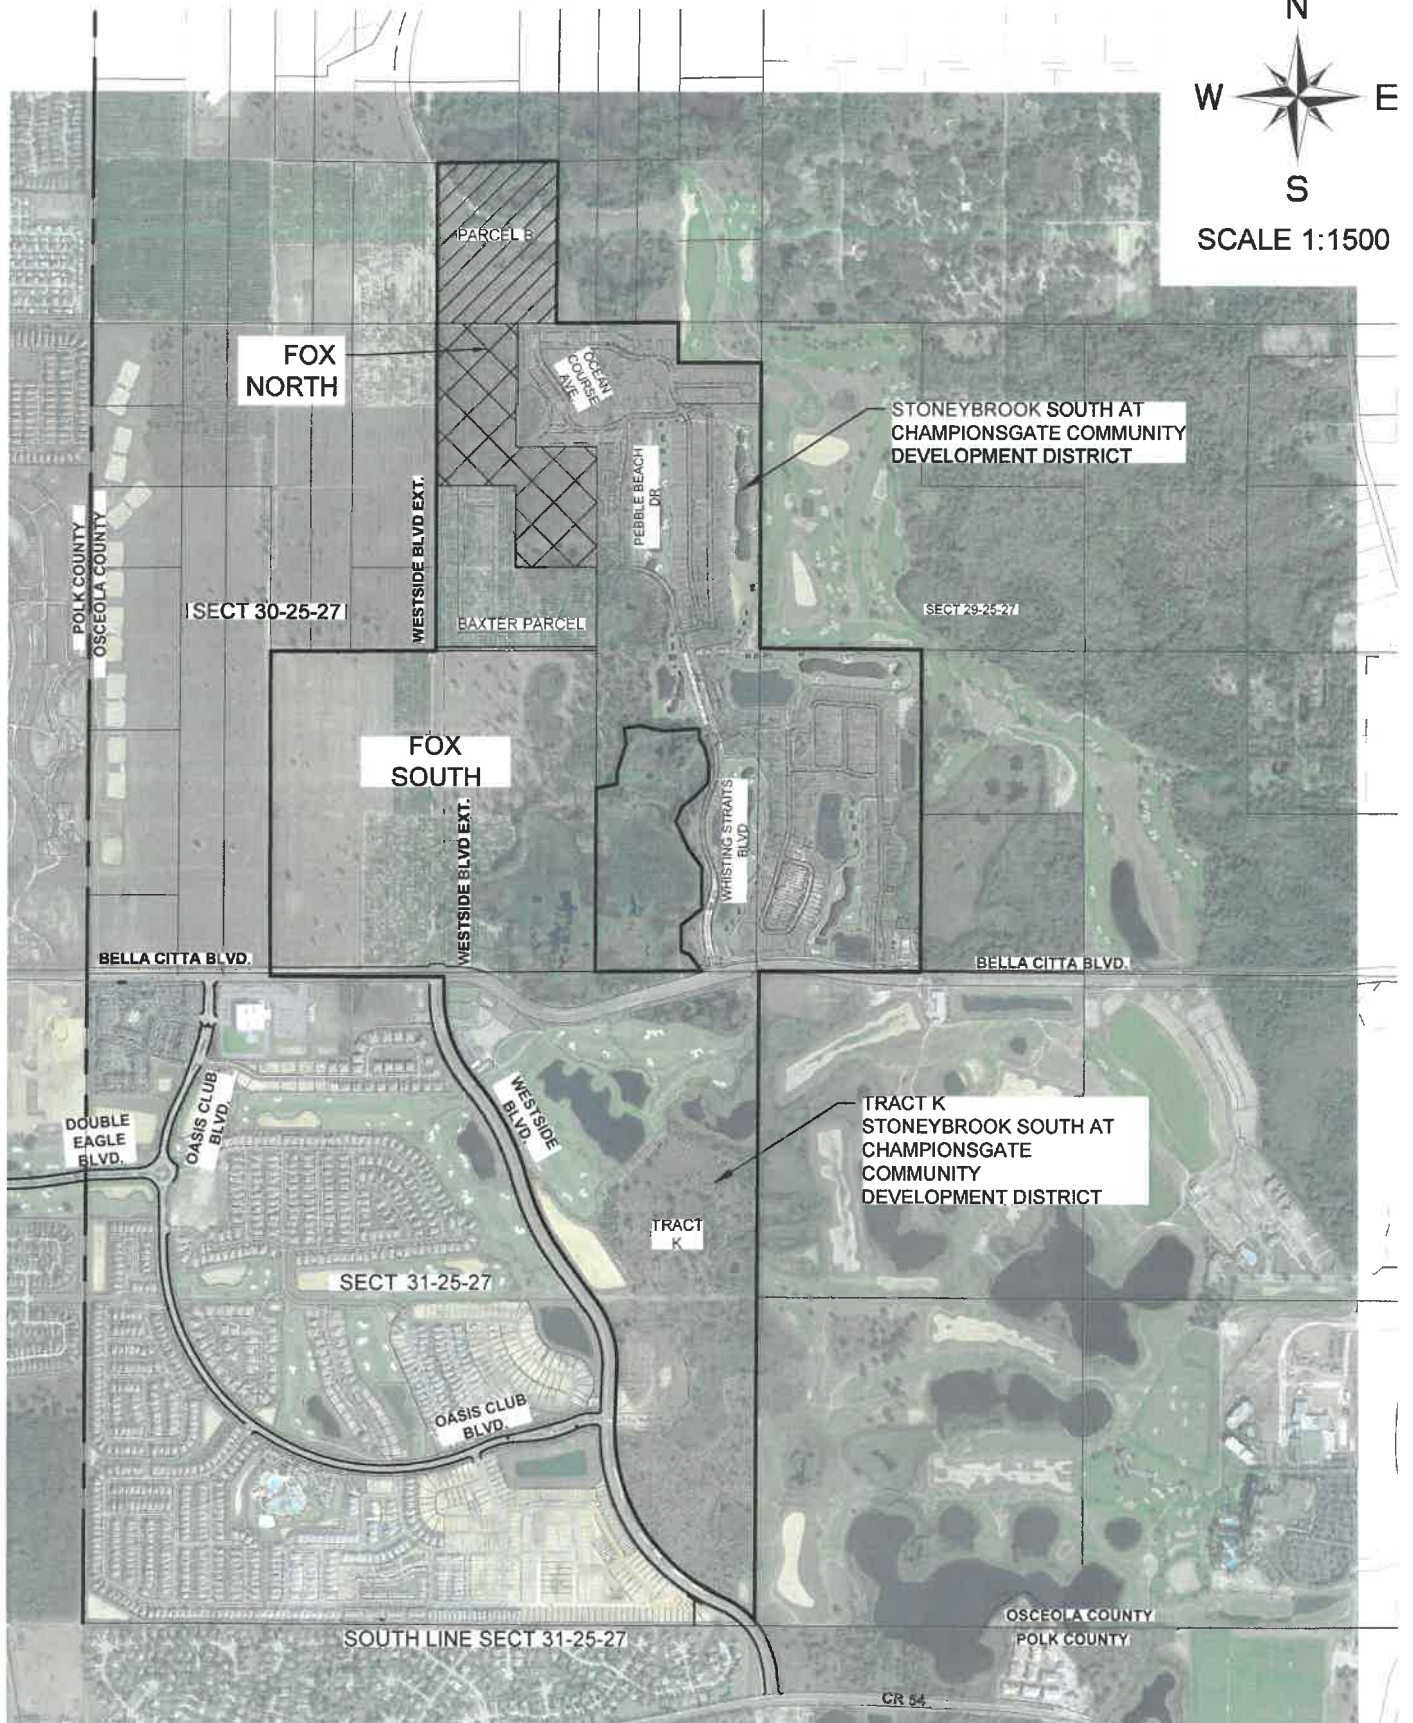 N
W E
S
SCALE 1:1500
PARCEL B
FOX
NORTH
OCEAN
COURSE
AVE.
STONEYBROOK SOUTH AT
CHAMPIONSGATE COMMUNITY
DEVELOPMENT DISTRICT
PEBBLE BEACH
DR
WESTSIDE BLVD EXT.
POLK COUNTY
OSCEOLA COUNTY
SECT 30-25-27
BAXTER PARCEL
SECT 29-25-27
FOX
SOUTH
WESTSIDE BLVD EXT.
WHISTING STRAITS
BLVD
BELLA CITTA BLVD.
BELLA CITTA BLVD.
DOUBLE
EAGLE
BLVD.
OASIS CLUB
BLVD.
WESTSIDE
BLVD.
TRACT K
STONEYBROOK SOUTH AT
CHAMPIONSGATE
COMMUNITY
DEVELOPMENT DISTRICT
TRACT
K
SECT 31-25-27
OASIS CLUB
BLVD.
OSCEOLA COUNTY
POLK COUNTY
SOUTH LINE SECT 31-25-27
CR 54